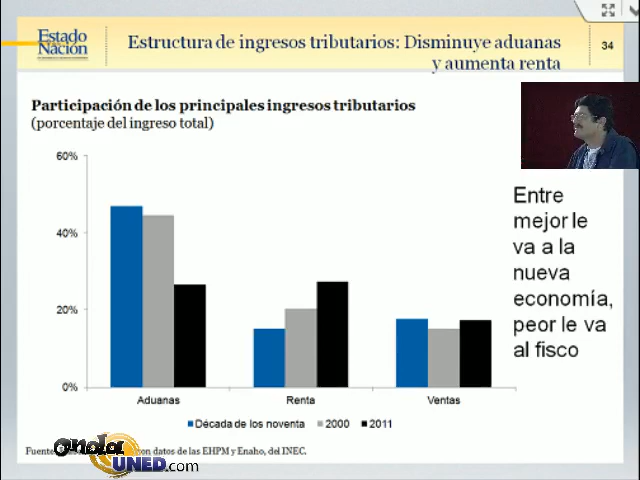 Estado
Nación
Estructura de ingresos tributarios: Disminuye aduanas
y aumenta renta
34
Participación de los principales ingresos tributarios
(porcentaje del ingreso total)
60%
40%
20%
0%
Aduanas
Renta
Ventas
Década de los noventa
2000
2011
Entre
mejor le
va a la
nueva
economía,
peor le va
al fisco
Fuente: con datos de las EHPM y Enaho, del INEC.
onda
UNED.com